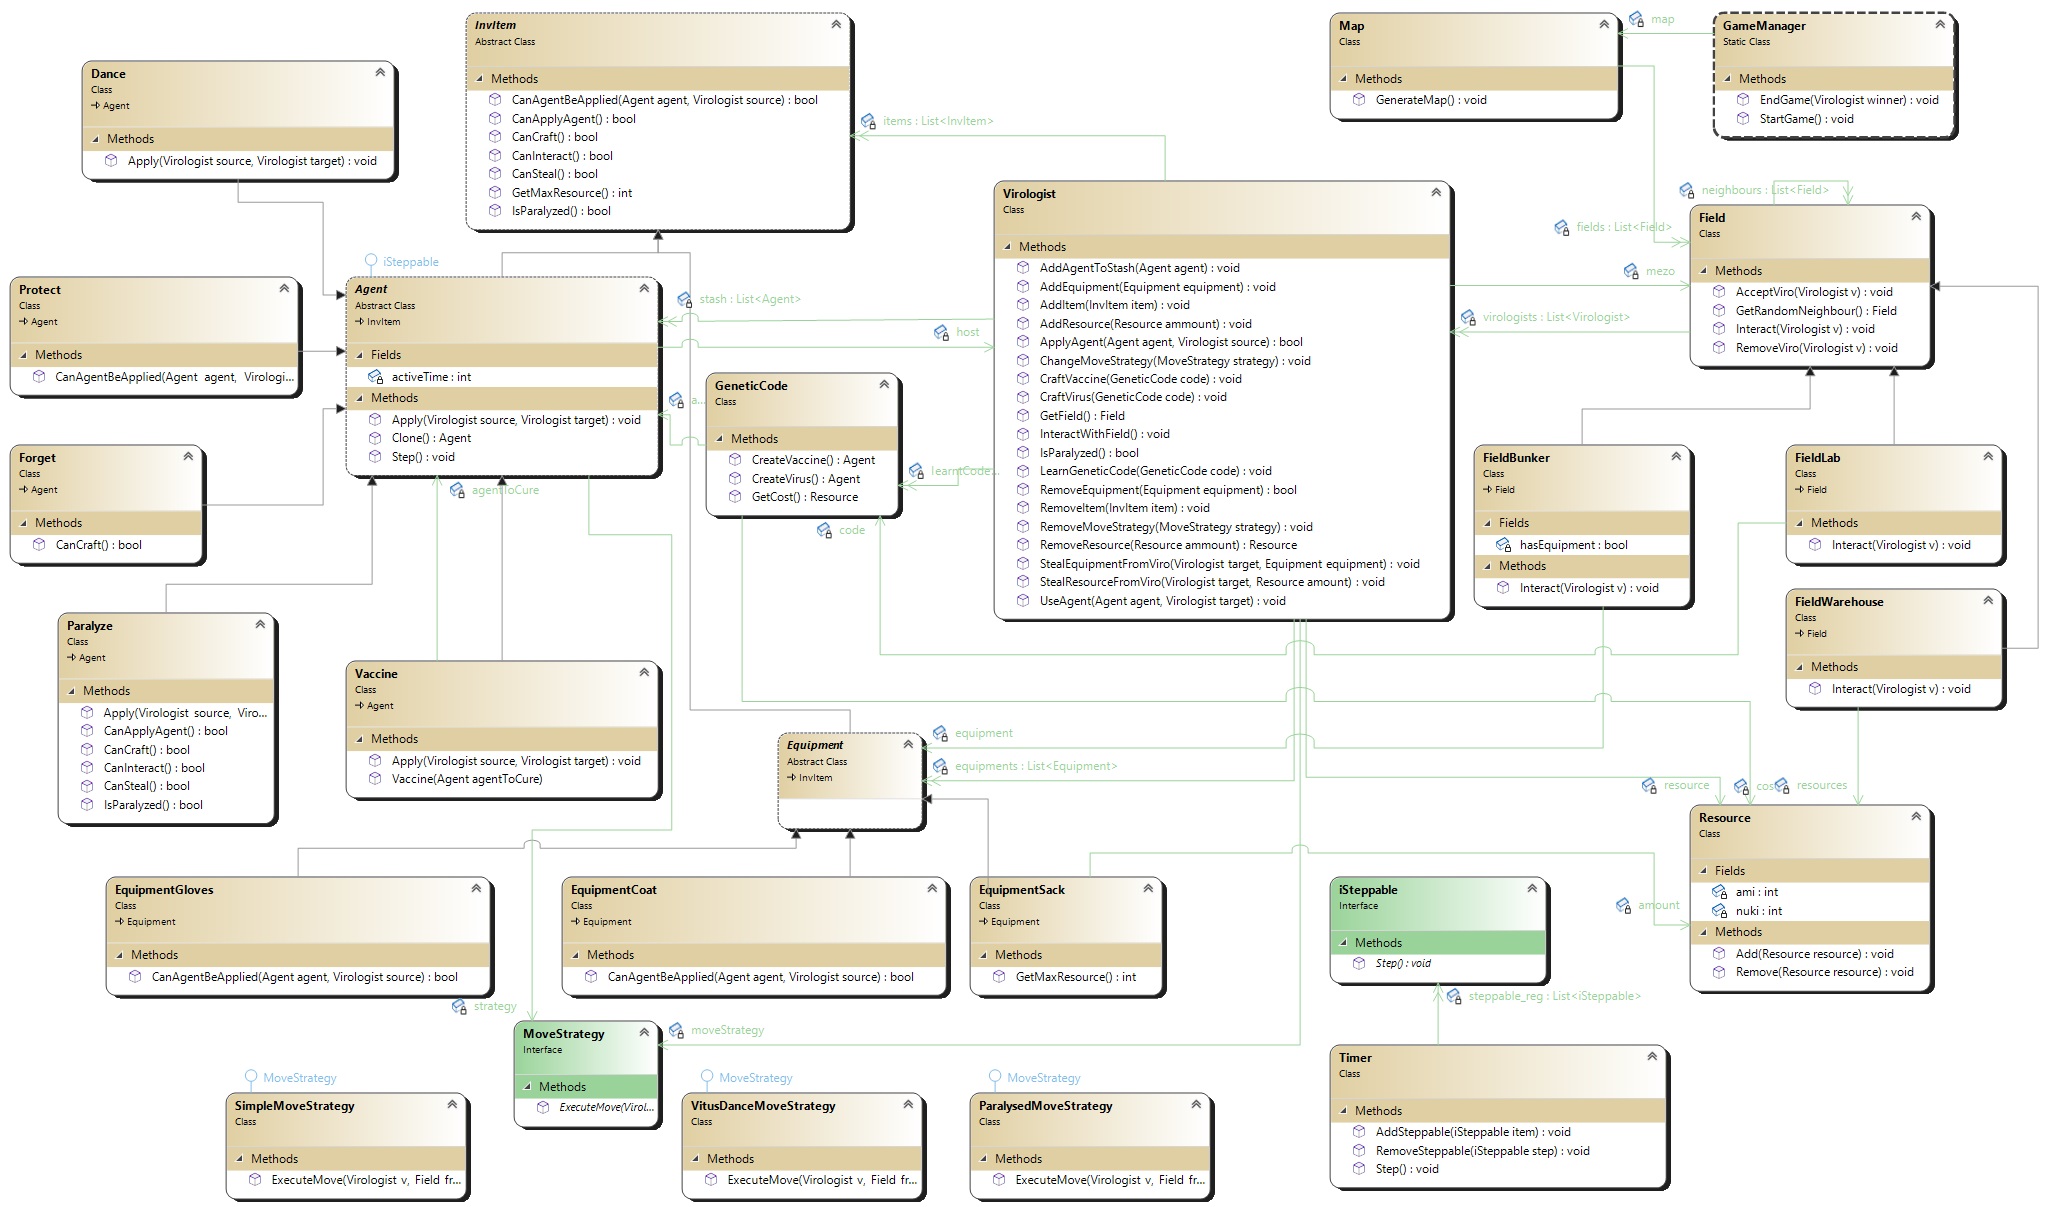 InvItem
Abstract Class
Methods
CanAgentBeApplied(Agent agent, Virologist source) : bool
CanApplyAgent() : bool
CanCraft() : bool
CanInteract() : bool
CanSteal() : bool
GetMaxResource() : int
IsParalyzed() : bool
Map
Class
Methods
GenerateMap() : void
map
GameManager
Static Class
Methods
EndGame(Virologist winner) : void
StartGame() : void
Dance
Class
Agent
Methods
Apply(Virologist source, Virologist target) : void
items : List<InvItem>
Virologist
Class
Methods
AddAgentToStash(Agent agent) : void
AddEquipment(Equipment equipment) : void
AddItem(InvItem item) : void
AddResource(Resource ammount) : void
ApplyAgent(Agent agent, Virologist source) : bool
ChangeMoveStrategy(MoveStrategy strategy) : void
CraftVaccine(GeneticCode code) : void
CraftVirus(GeneticCode code) : void
GetField() : Field
InteractWithField() : void
IsParalyzed() : bool
LearnGeneticCode(GeneticCode code) : void
RemoveEquipment(Equipment equipment) : bool
RemoveItem(InvItem item) : void
RemoveMoveStrategy(MoveStrategy strategy) : void
RemoveResource(Resource ammount) : Resource
StealEquipmentFromViro(Virologist target, Equipment equipment) : void
StealResourceFromViro(Virologist target, Resource amount) : void
UseAgent(Agent agent, Virologist target) : void
neighbours : List<Field>
fields : List<Field>
mezo
virologists : List<Virologist>
Field
Class
Methods
AcceptViro(Virologist v) : void
GetRandomNeighbour() : Field
Interact(Virologist v) : void
RemoveViro(Virologist v) : void
Protect
Class
Agent
Methods
CanAgentBeApplied(Agent agent, Virologi...
iSteppable
Agent
Abstract Class
InvItem
Fields
activeTime : int
Methods
Apply(Virologist source, Virologist target) : void
Clone() : Agent
Step() : void
stash : List<Agent>
host
a...
GeneticCode
Class
Methods
CreateVaccine() : Agent
CreateVirus() : Agent
GetCost() : Resource
learntCode...
code
Forget
Class
Agent
Methods
CanCraft() : bool
agentToCure
FieldBunker
Class
Field
Fields
hasEquipment : bool
Methods
Interact(Virologist v) : void
FieldLab
Class
Field
Methods
Interact(Virologist v) : void
FieldWarehouse
Class
Field
Methods
Interact(Virologist v) : void
Paralyze
Class
Agent
Methods
Apply(Virologist source, Viro...
CanApplyAgent() : bool
CanCraft() : bool
CanInteract() : bool
CanSteal() : bool
IsParalyzed() : bool
Vaccine
Class
Agent
Methods
Apply(Virologist source, Virologist target) : void
Vaccine(Agent agentToCure)
Equipment
Abstract Class
InvItem
equipment
equipments : List<Equipment>
resource
cos
resources
Resource
Class
Fields
ami : int
nuki : int
Methods
Add(Resource resource) : void
Remove(Resource resource) : void
EquipmentGloves
Class
Equipment
Methods
CanAgentBeApplied(Agent agent, Virologist source) : bool
EquipmentCoat
Class
Equipment
Methods
CanAgentBeApplied(Agent agent, Virologist source) : bool
EquipmentSack
Class
Equipment
Methods
GetMaxResource() : int
iSteppable
Interface
Methods
Step() : void
amount
strategy
MoveStrategy
Interface
Methods
ExecuteMove(Virol...
moveStrategy
steppable_reg : List<iSteppable>
Timer
Class
Methods
AddSteppable(iSteppable item) : void
RemoveSteppable(iSteppable step) : void
Step() : void
MoveStrategy
SimpleMoveStrategy
Class
Methods
ExecuteMove(Virologist v, Field fr...
MoveStrategy
VitusDanceMoveStrategy
Class
Methods
ExecuteMove(Virologist v, Field fr...
MoveStrategy
ParalysedMoveStrategy
Class
Methods
ExecuteMove(Virologist v, Field fr...